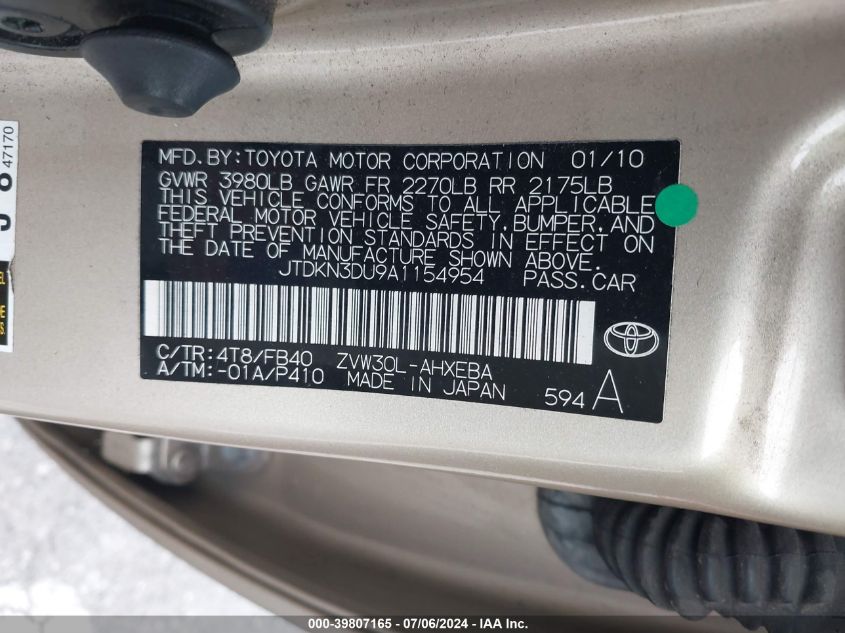 MFD. BY: TOYOTA MOTOR CORPORATION 01/10
GVWR 3980LB GAWR FR 2270LB RR 2175LB
THIS VEHICLE CONFORMS TO ALL APPLICABLE
FEDERAL MOTOR VEHICLE SAFETY, BUMPER, AND
THEFT PREVENTION STANDARDS IN EFFECT ON
THE DATE OF MANUFACTURE SHOWN ABOVE.
JTDKN3DU9A1154954 PASS. CAR
C/TR: 4T8/FB40 ZVW30L-AHXEBA
A/TM: -01A/P410 MADE IN JAPAN
594 A
47170
000-39807165 - 07/06/2024 - IAA Inc.